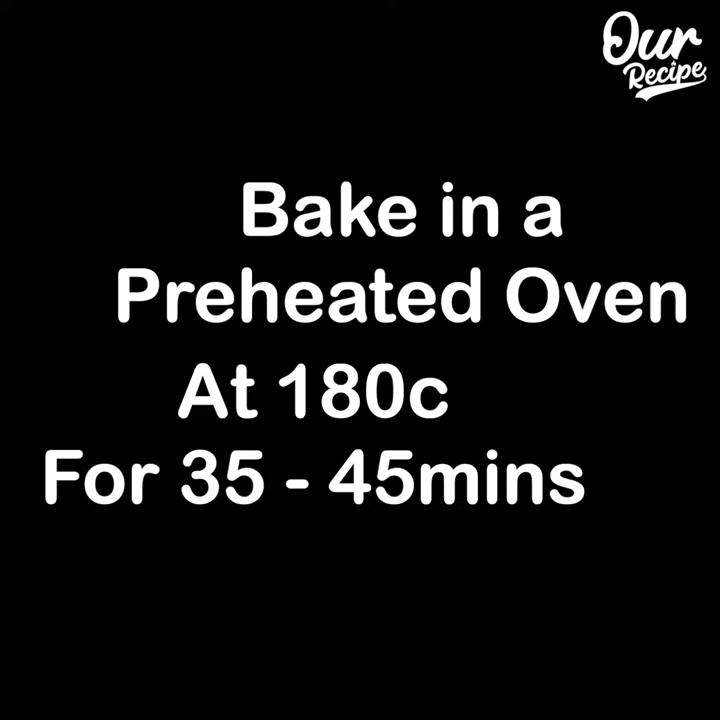 Our
Recipe
Bake in a
Preheated Oven
At 180c
For 35 - 45mins